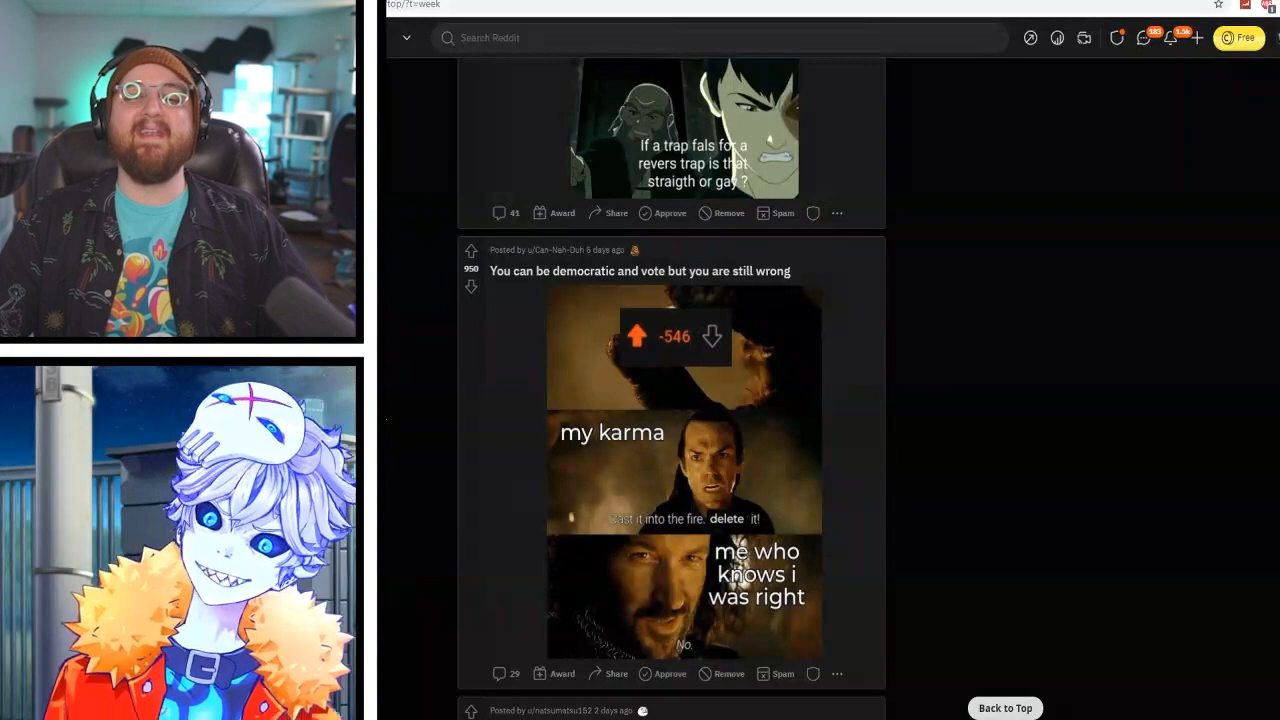 top/?t=week
Search Reddit
183
1.5k
Free
If a trap fals for a
revers trap is that
straigth or gay ?
41
Award
Share
Approve
Remove
Spam
Posted by u/Can-Nah-Duh 6 days ago
950
You can be democratic and vote but you are still wrong
-546
my karma
Cast it into the fire. delete it!
me who
knows i
was right
No.
29
Award
Share
Approve
Remove
Spam
Posted by u/natsumatsu152 2 days ago
Back to Top